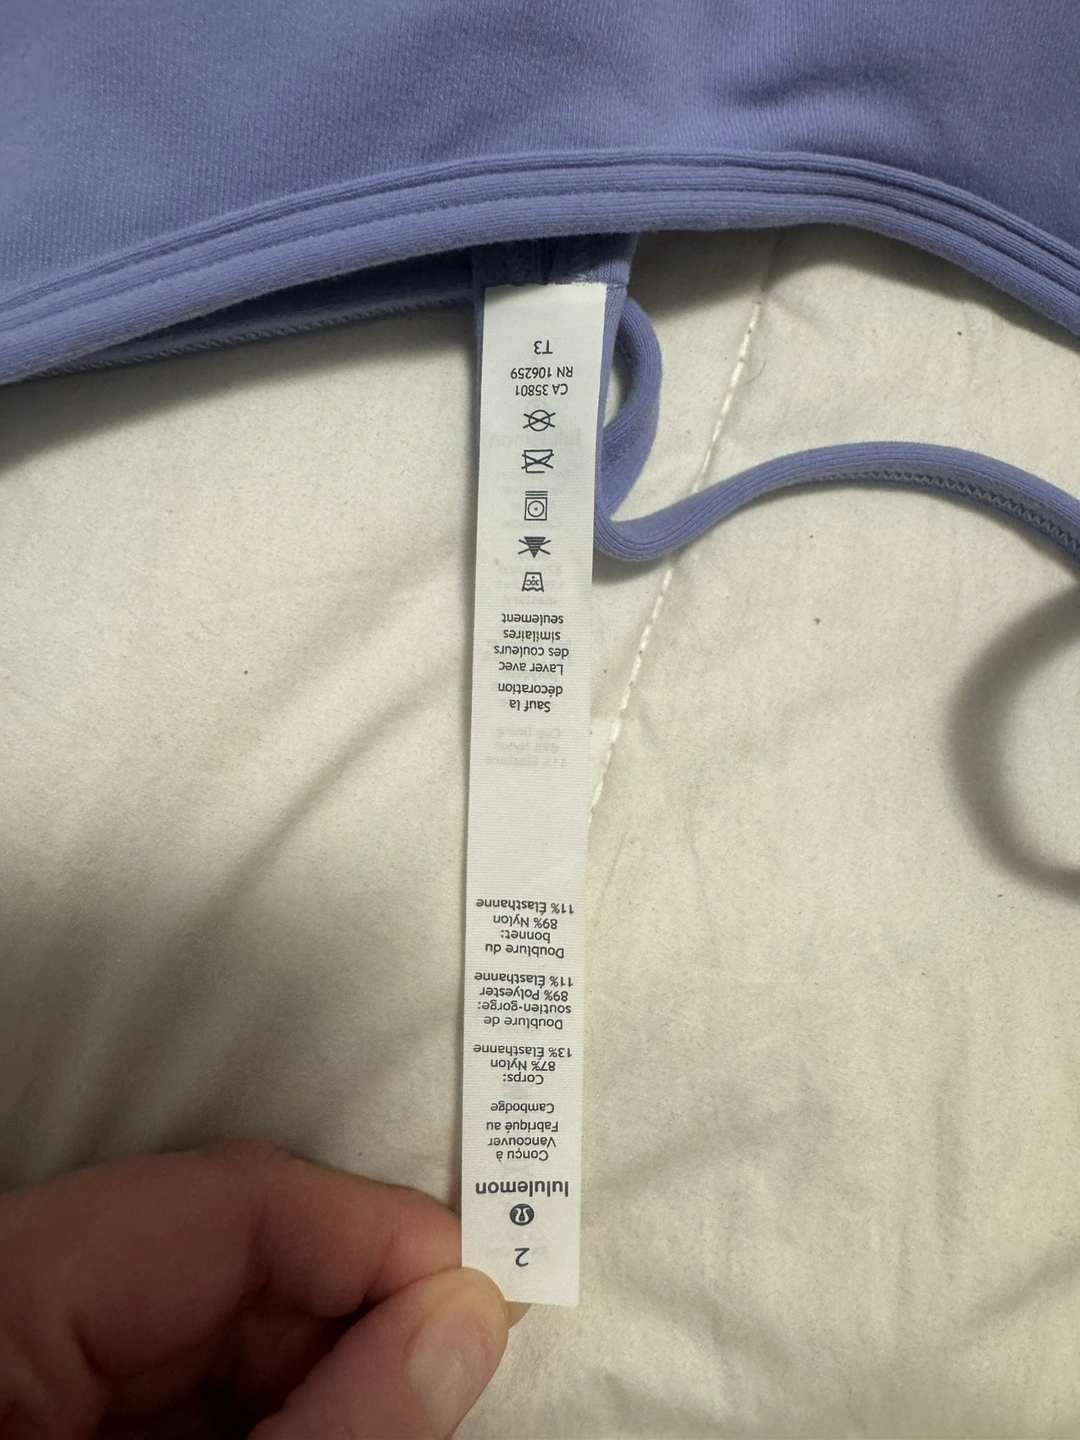 2
lululemon
Conçu à
Vancouver
Fabriqué au
Cambodge
Corps:
87% Nylon
13% Élasthanne
Doublure de
soutien-gorge:
89% Polyester
11% Élasthanne
Doublure du
bonnet:
89% Nylon
11% Élasthanne
Sauf la
décoration
Laver avec
des couleurs
similaires
seulement
30C
CA 35801
RN 106259
T3